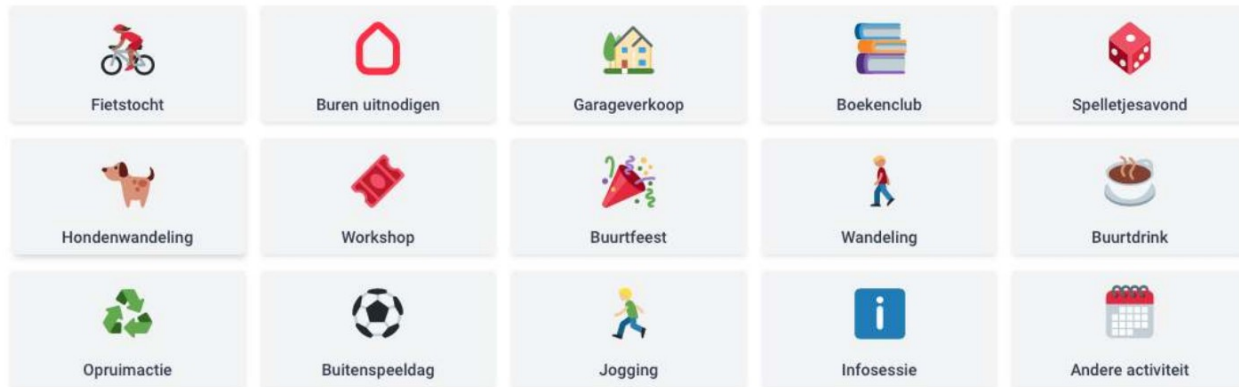 Fietstocht
Buren uitnodigen
Garageverkoop
Boekenclub
Spelletjesavond
Hondenwandeling
Workshop
Buurtfeest
Wandeling
Buurtdrink
Opruimactie
Buitenspeeldag
Jogging
Infosessie
Andere activiteit